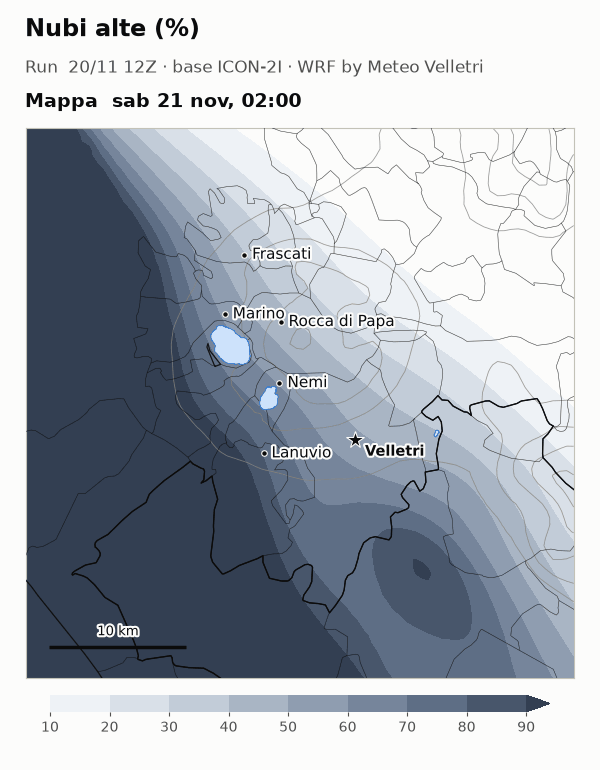 Nubi alte (%)
Run  20/11 12Z · base ICON-2I · WRF by Meteo Velletri
Mappa  sab 21 nov, 02:00
Frascati
Marino
Rocca di Papa
Nemi
Velletri
Lanuvio
10 km
10 20 30 40 50 60 70 80 90